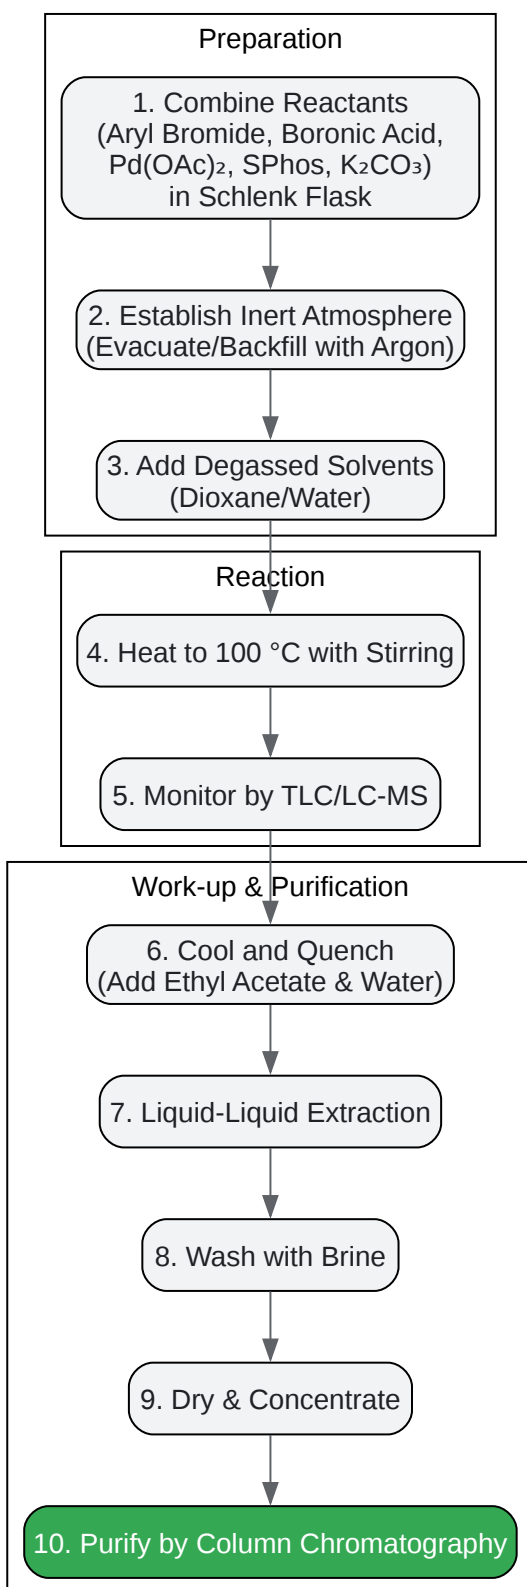 Preparation
1. Combine Reactants
(Aryl Bromide, Boronic Acid,
Pd(OAc)₂, SPhos, K₂CO₃)
in Schlenk Flask
2. Establish Inert Atmosphere
(Evacuate/Backfill with Argon)
3. Add Degassed Solvents
(Dioxane/Water)
Reaction
4. Heat to 100 °C with Stirring
5. Monitor by TLC/LC-MS
Work-up & Purification
6. Cool and Quench
(Add Ethyl Acetate & Water)
7. Liquid-Liquid Extraction
8. Wash with Brine
9. Dry & Concentrate
10. Purify by Column Chromatography